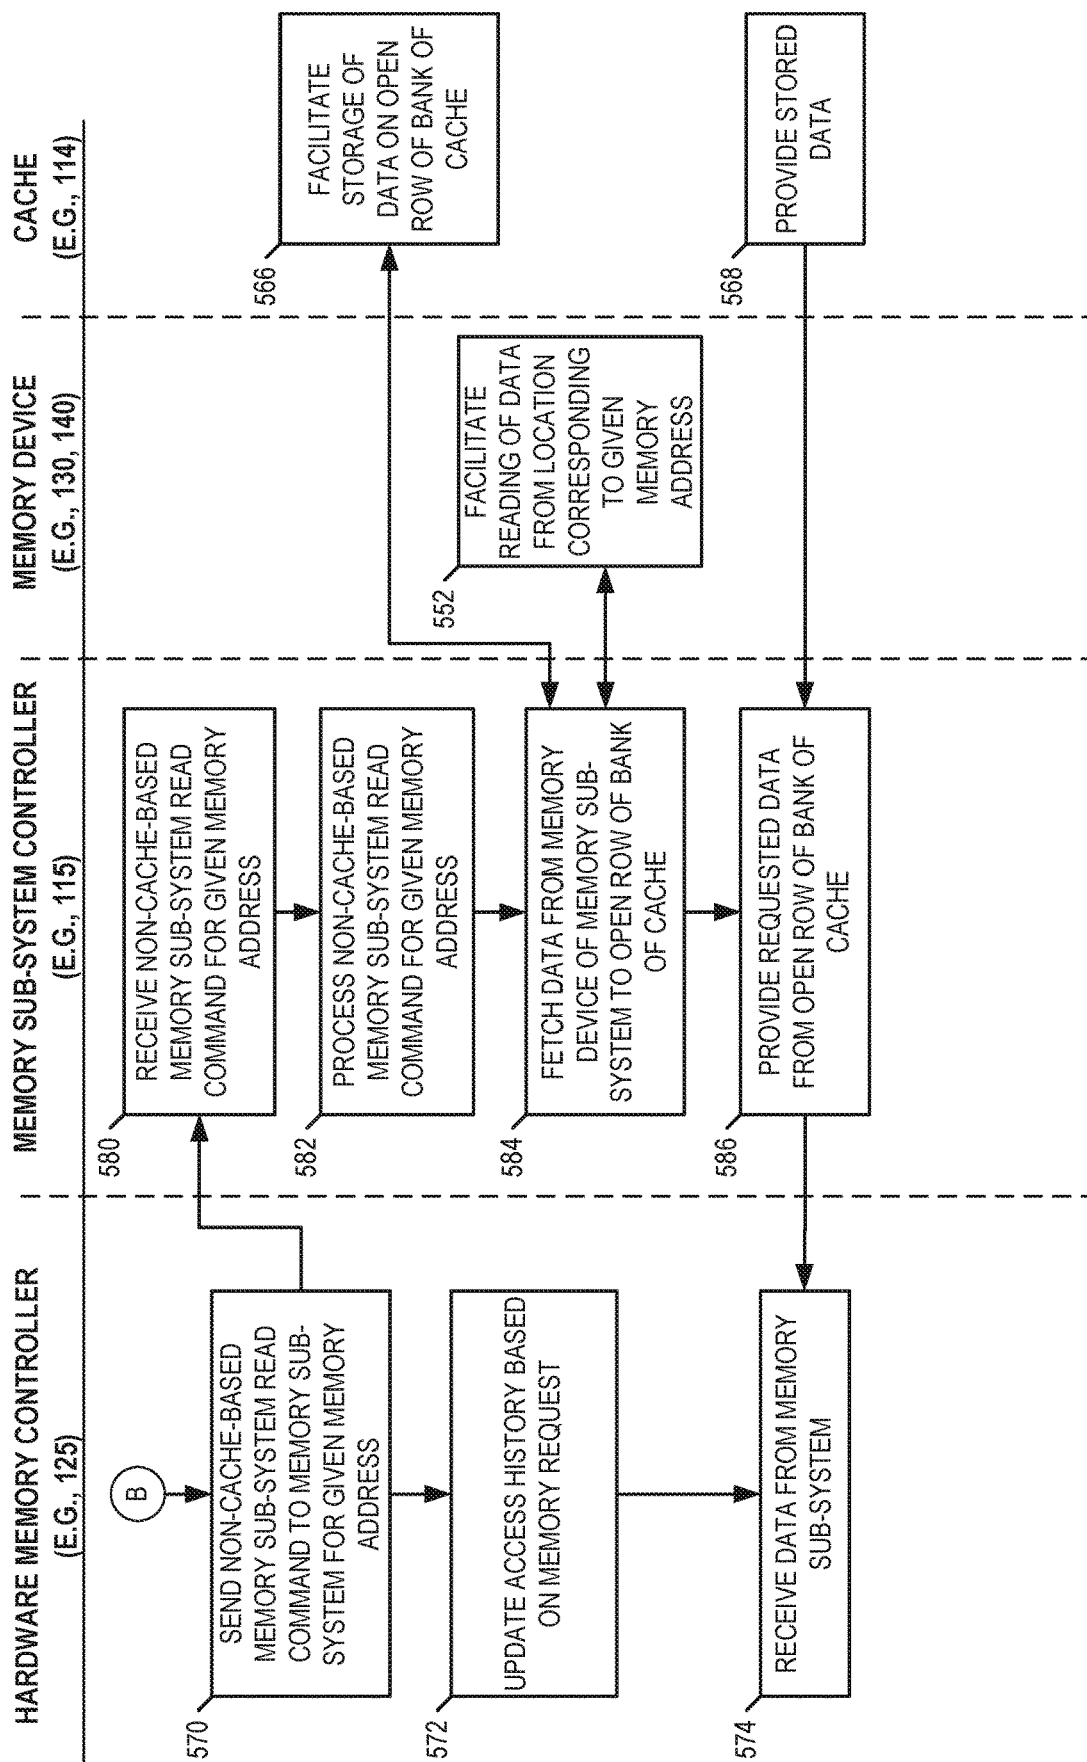 HARDWARE MEMORY CONTROLLER
(E.G., 125)
MEMORY SUB-SYSTEM CONTROLLER
(E.G., 115)
MEMORY DEVICE
(E.G., 130, 140)
CACHE
(E.G., 114)
B
570
SEND NON-CACHE-BASED
MEMORY SUB-SYSTEM READ
COMMAND TO MEMORY SUB-
SYSTEM FOR GIVEN MEMORY
ADDRESS
572
UPDATE ACCESS HISTORY BASED
ON MEMORY REQUEST
574
RECEIVE DATA FROM MEMORY
SUB-SYSTEM
580
RECEIVE NON-CACHE-BASED
MEMORY SUB-SYSTEM READ
COMMAND FOR GIVEN MEMORY
ADDRESS
582
PROCESS NON-CACHE-BASED
MEMORY SUB-SYSTEM READ
COMMAND FOR GIVEN MEMORY
ADDRESS
584
FETCH DATA FROM MEMORY
DEVICE OF MEMORY SUB-
SYSTEM TO OPEN ROW OF BANK
OF CACHE
586
PROVIDE REQUESTED DATA
FROM OPEN ROW OF BANK OF
CACHE
552
FACILITATE
READING OF DATA
FROM LOCATION
CORRESPONDING
TO GIVEN
MEMORY
ADDRESS
566
FACILITATE
STORAGE OF
DATA ON OPEN
ROW OF BANK OF
CACHE
568
PROVIDE STORED
DATA